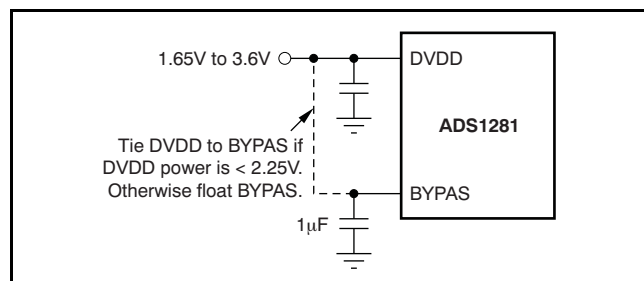 1.65V to 3.6V
DVDD
ADS1281
Tie DVDD to BYPAS if
DVDD power is < 2.25V.
Otherwise float BYPAS.
BYPAS
1μF